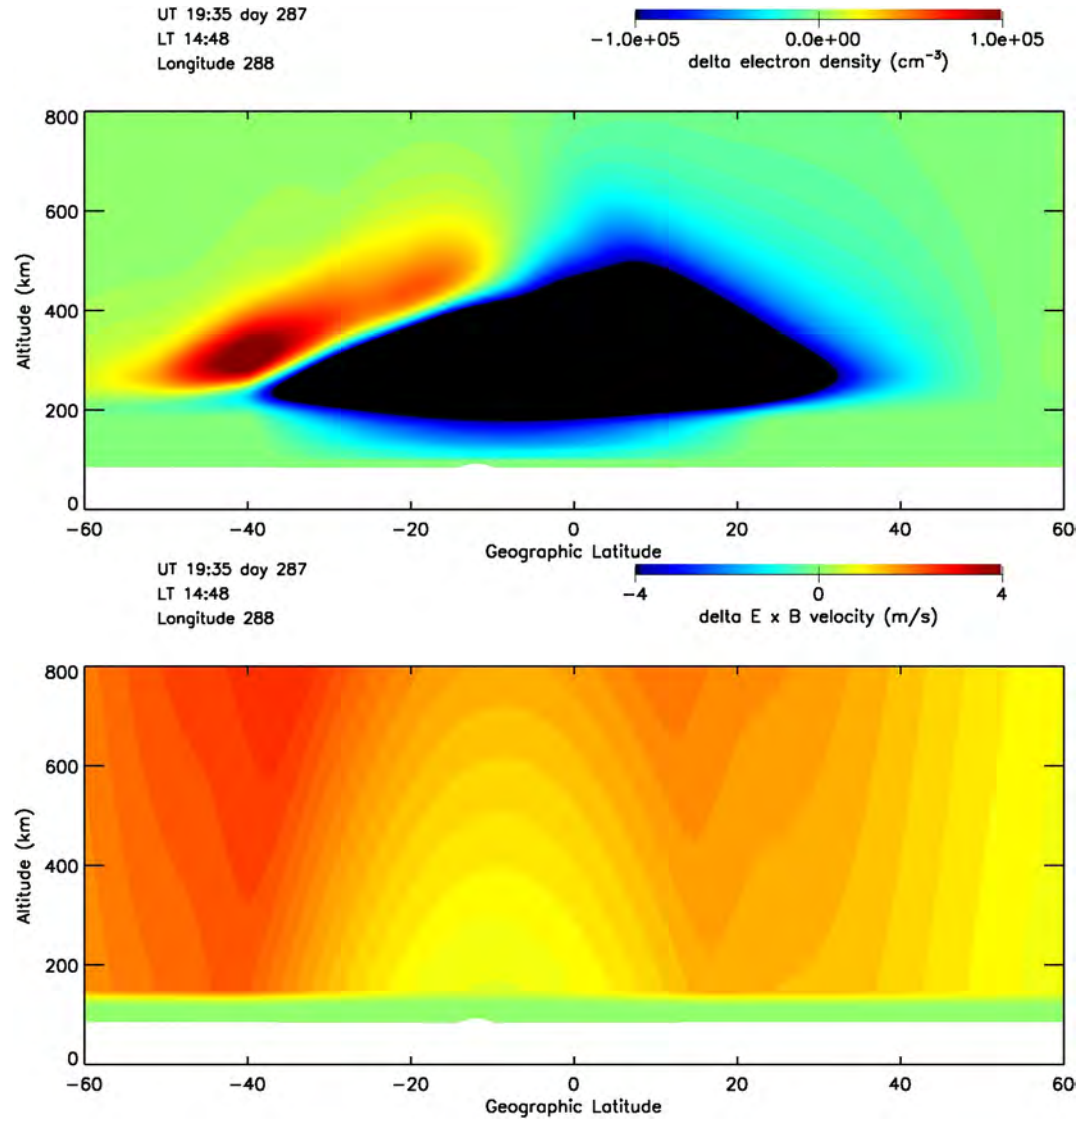 UT 19:35 day 287
LT 14:48
Longitude 288
−1.0e+05 0.0e+00 1.0e+05
delta electron density (cm⁻³)
800
600
400
200
0
Altitude (km)
−60 −40 −20 0 20 40 60
Geographic Latitude
UT 19:35 day 287
LT 14:48
Longitude 288
−4 0 4
delta E x B velocity (m/s)
800
600
400
200
0
Altitude (km)
−60 −40 −20 0 20 40 60
Geographic Latitude